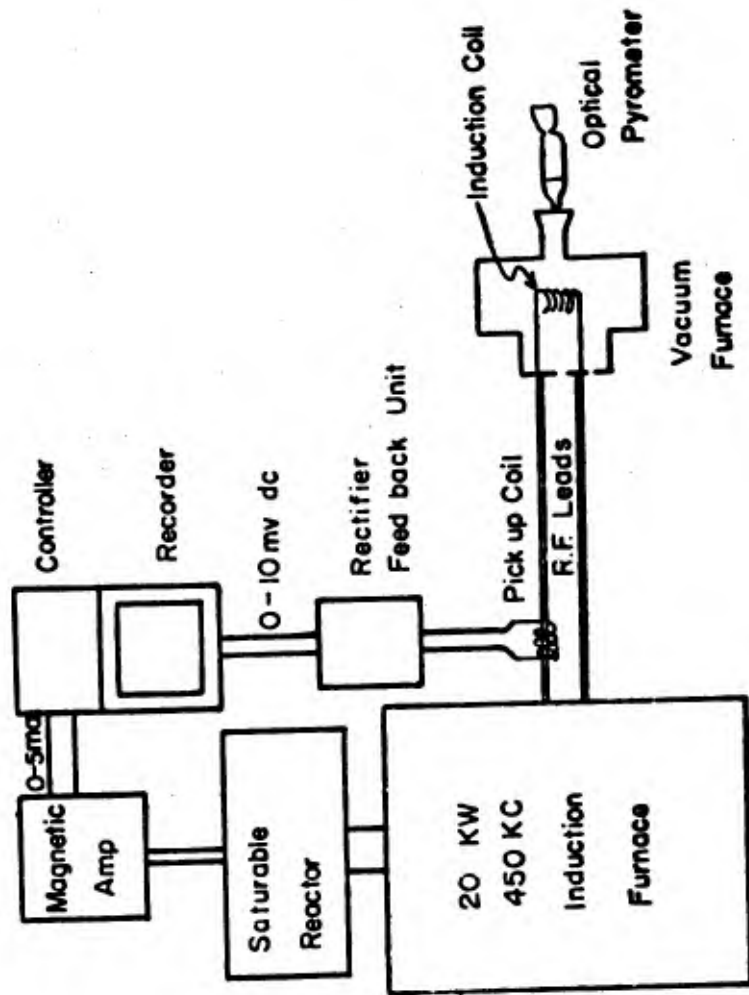 Controller
0-5ma
Magnetic
Amp
Recorder
0-10 mv dc
Saturable
Reactor
Rectifier
Feed back Unit
Pick up Coil
R.F. Leads
20 KW
450 KC
Induction
Furnace
Induction Coil
Optical
Pyrometer
Vacuum
Furnace